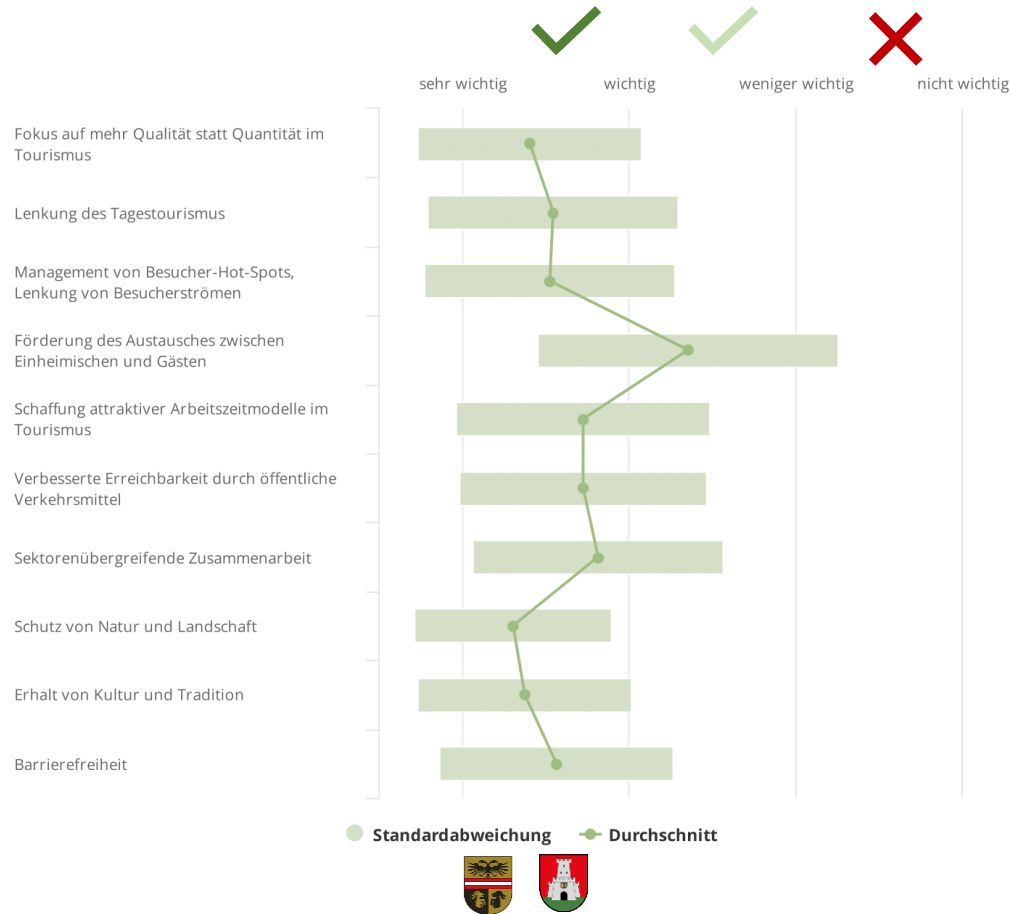 sehr wichtig wichtig weniger wichtig nicht wichtig
Fokus auf mehr Qualität statt Quantität im
Tourismus
Lenkung des Tagestourismus
Management von Besucher-Hot-Spots,
Lenkung von Besucherströmen
Förderung des Austausches zwischen
Einheimischen und Gästen
Schaffung attraktiver Arbeitszeitmodelle im
Tourismus
Verbesserte Erreichbarkeit durch öffentliche
Verkehrsmittel
Sektorenübergreifende Zusammenarbeit
Schutz von Natur und Landschaft
Erhalt von Kultur und Tradition
Barrierefreiheit
Standardabweichung Durchschnitt